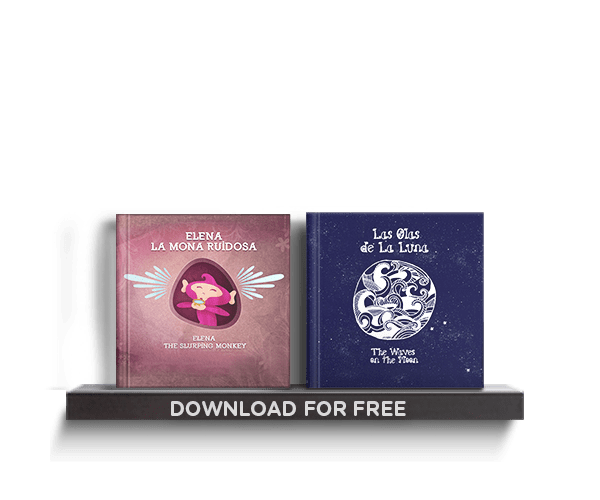 ELENA
LA MONA RUÍDOSA
ELENA
THE SLURPING MONKEY
Las Olas
de La Luna
The Waves
on the Moon
DOWNLOAD FOR FREE